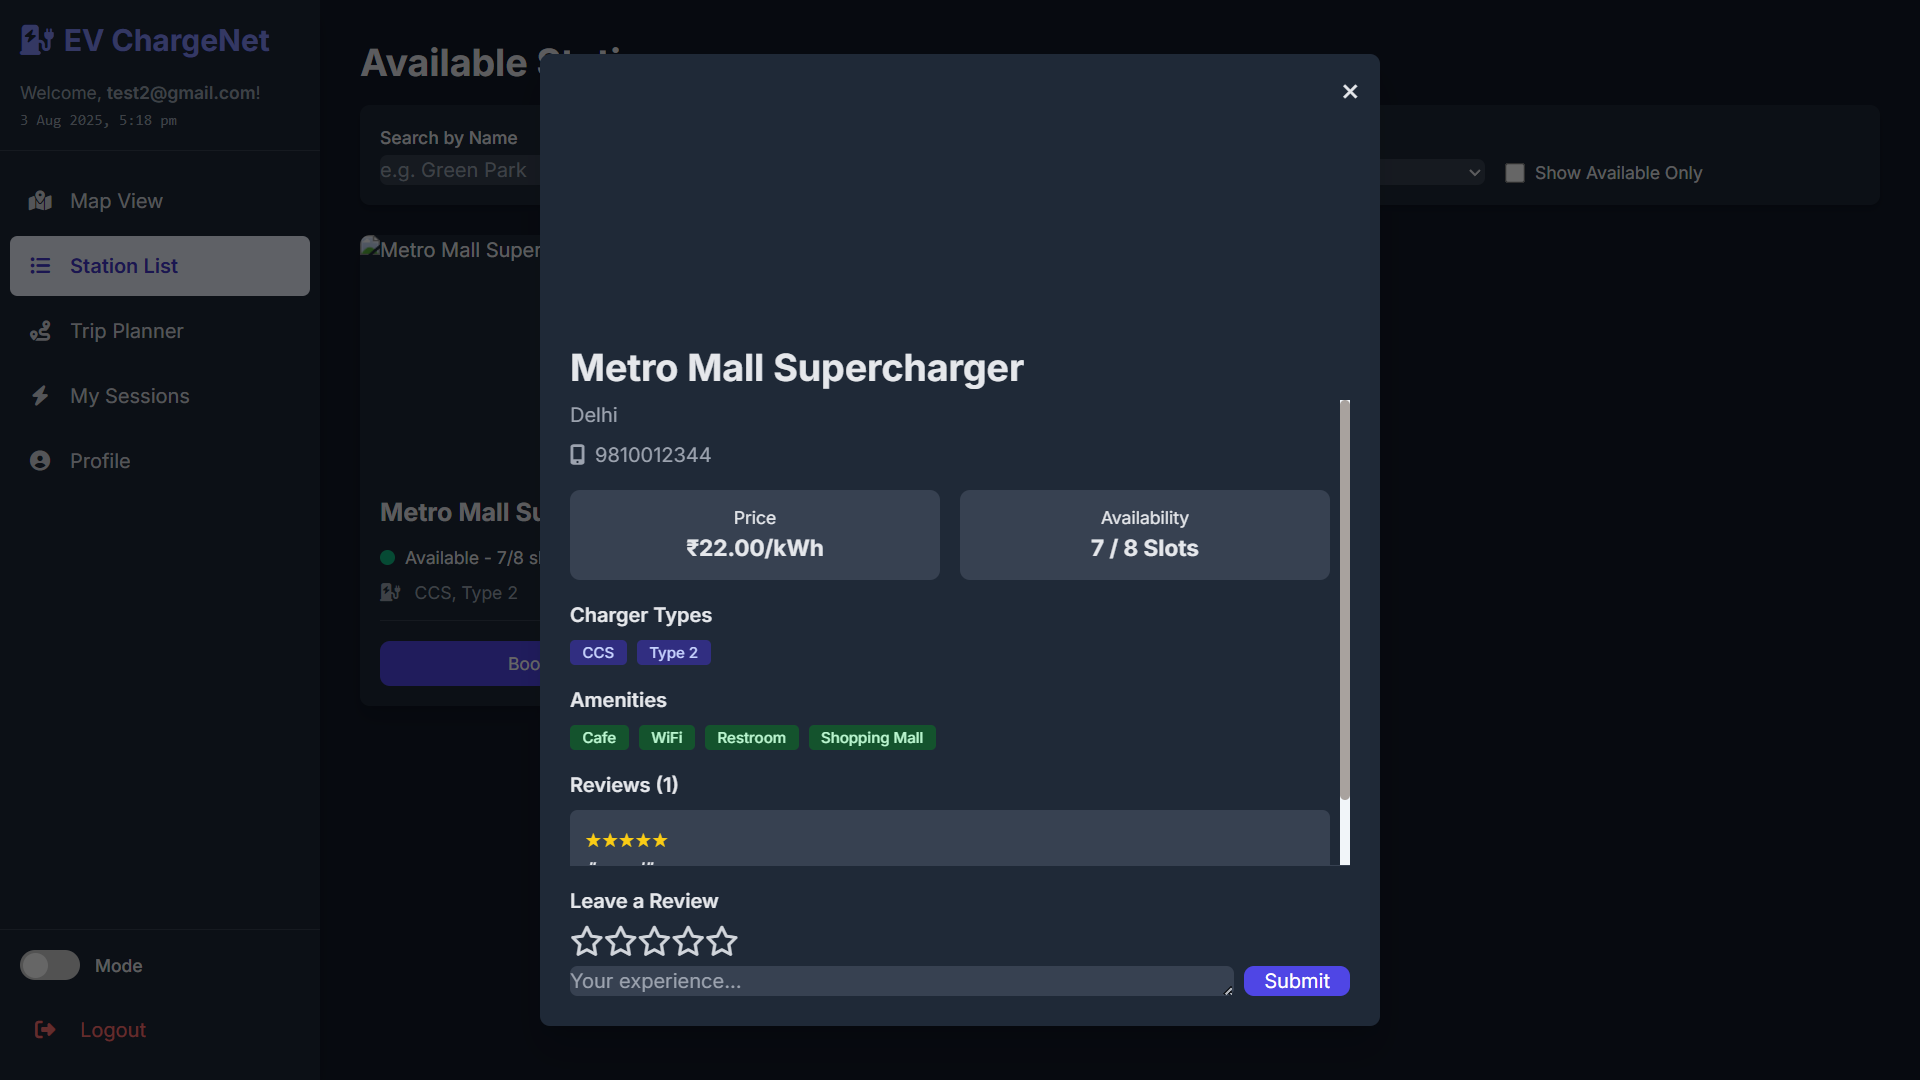 EV ChargeNet
Welcome, test2@gmail.com!
3 Aug 2025, 5:18 pm
Map View
Station List
Trip Planner
My Sessions
Profile
Mode
Logout
Available
Search by Name
e.g. Green Park
Show Available Only
Metro Mall Super
Metro Mall Su
Available - 7/8 sl
CCS, Type 2
Boo
Metro Mall Supercharger
Delhi
9810012344
Price
₹22.00/kWh
Availability
7 / 8 Slots
Charger Types
CCS Type 2
Amenities
Cafe WiFi Restroom Shopping Mall
Reviews (1)
★★★★★
Leave a Review
Your experience...
Submit